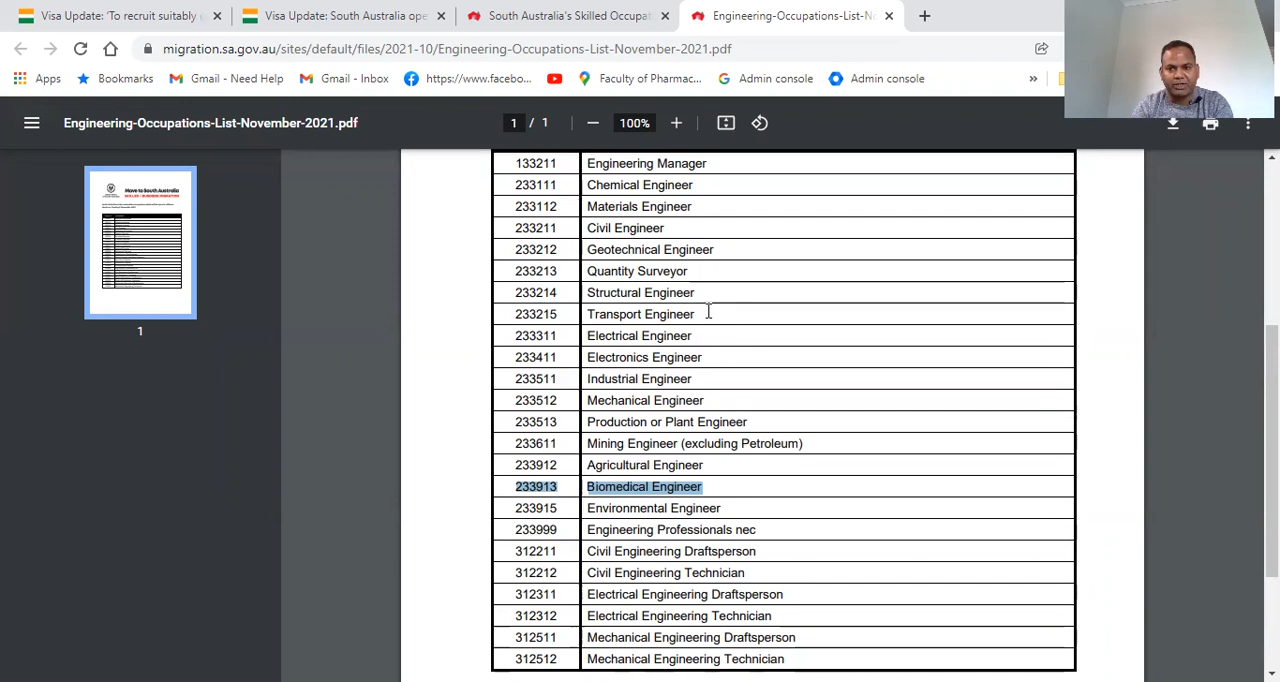 Visa Update: 'To recruit suitably
Visa Update: South Australia ope
South Australia's Skilled Occupat
Engineering-Occupations-List-No
migration.sa.gov.au/sites/default/files/2021-10/Engineering-Occupations-List-November-2021.pdf
Apps Bookmarks Gmail - Need Help Gmail - Inbox https://www.facebo... Faculty of Pharmac... Admin console Admin console »
Engineering-Occupations-List-November-2021.pdf 1 / 1 100%
Move to South Australia
1
133211 Engineering Manager
233111 Chemical Engineer
233112 Materials Engineer
233211 Civil Engineer
233212 Geotechnical Engineer
233213 Quantity Surveyor
233214 Structural Engineer
233215 Transport Engineer
233311 Electrical Engineer
233411 Electronics Engineer
233511 Industrial Engineer
233512 Mechanical Engineer
233513 Production or Plant Engineer
233611 Mining Engineer (excluding Petroleum)
233912 Agricultural Engineer
233913 Biomedical Engineer
233915 Environmental Engineer
233999 Engineering Professionals nec
312211 Civil Engineering Draftsperson
312212 Civil Engineering Technician
312311 Electrical Engineering Draftsperson
312312 Electrical Engineering Technician
312511 Mechanical Engineering Draftsperson
312512 Mechanical Engineering Technician